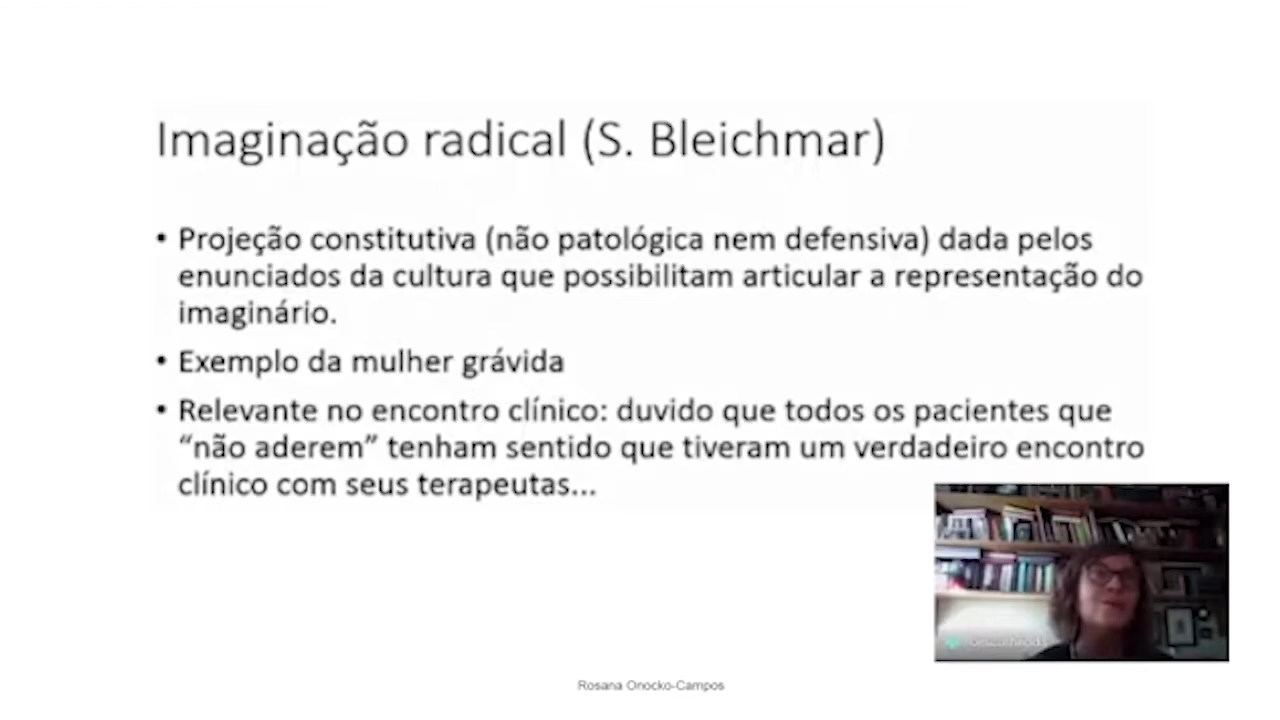 Imaginação radical (S. Bleichmar)
• Projeção constitutiva (não patológica nem defensiva) dada pelos
enunciados da cultura que possibilitam articular a representação do
imaginário.
• Exemplo da mulher grávida
• Relevante no encontro clínico: duvido que todos os pacientes que
“não aderem” tenham sentido que tiveram um verdadeiro encontro
clínico com seus terapeutas...
Rosana Onocko-Campos